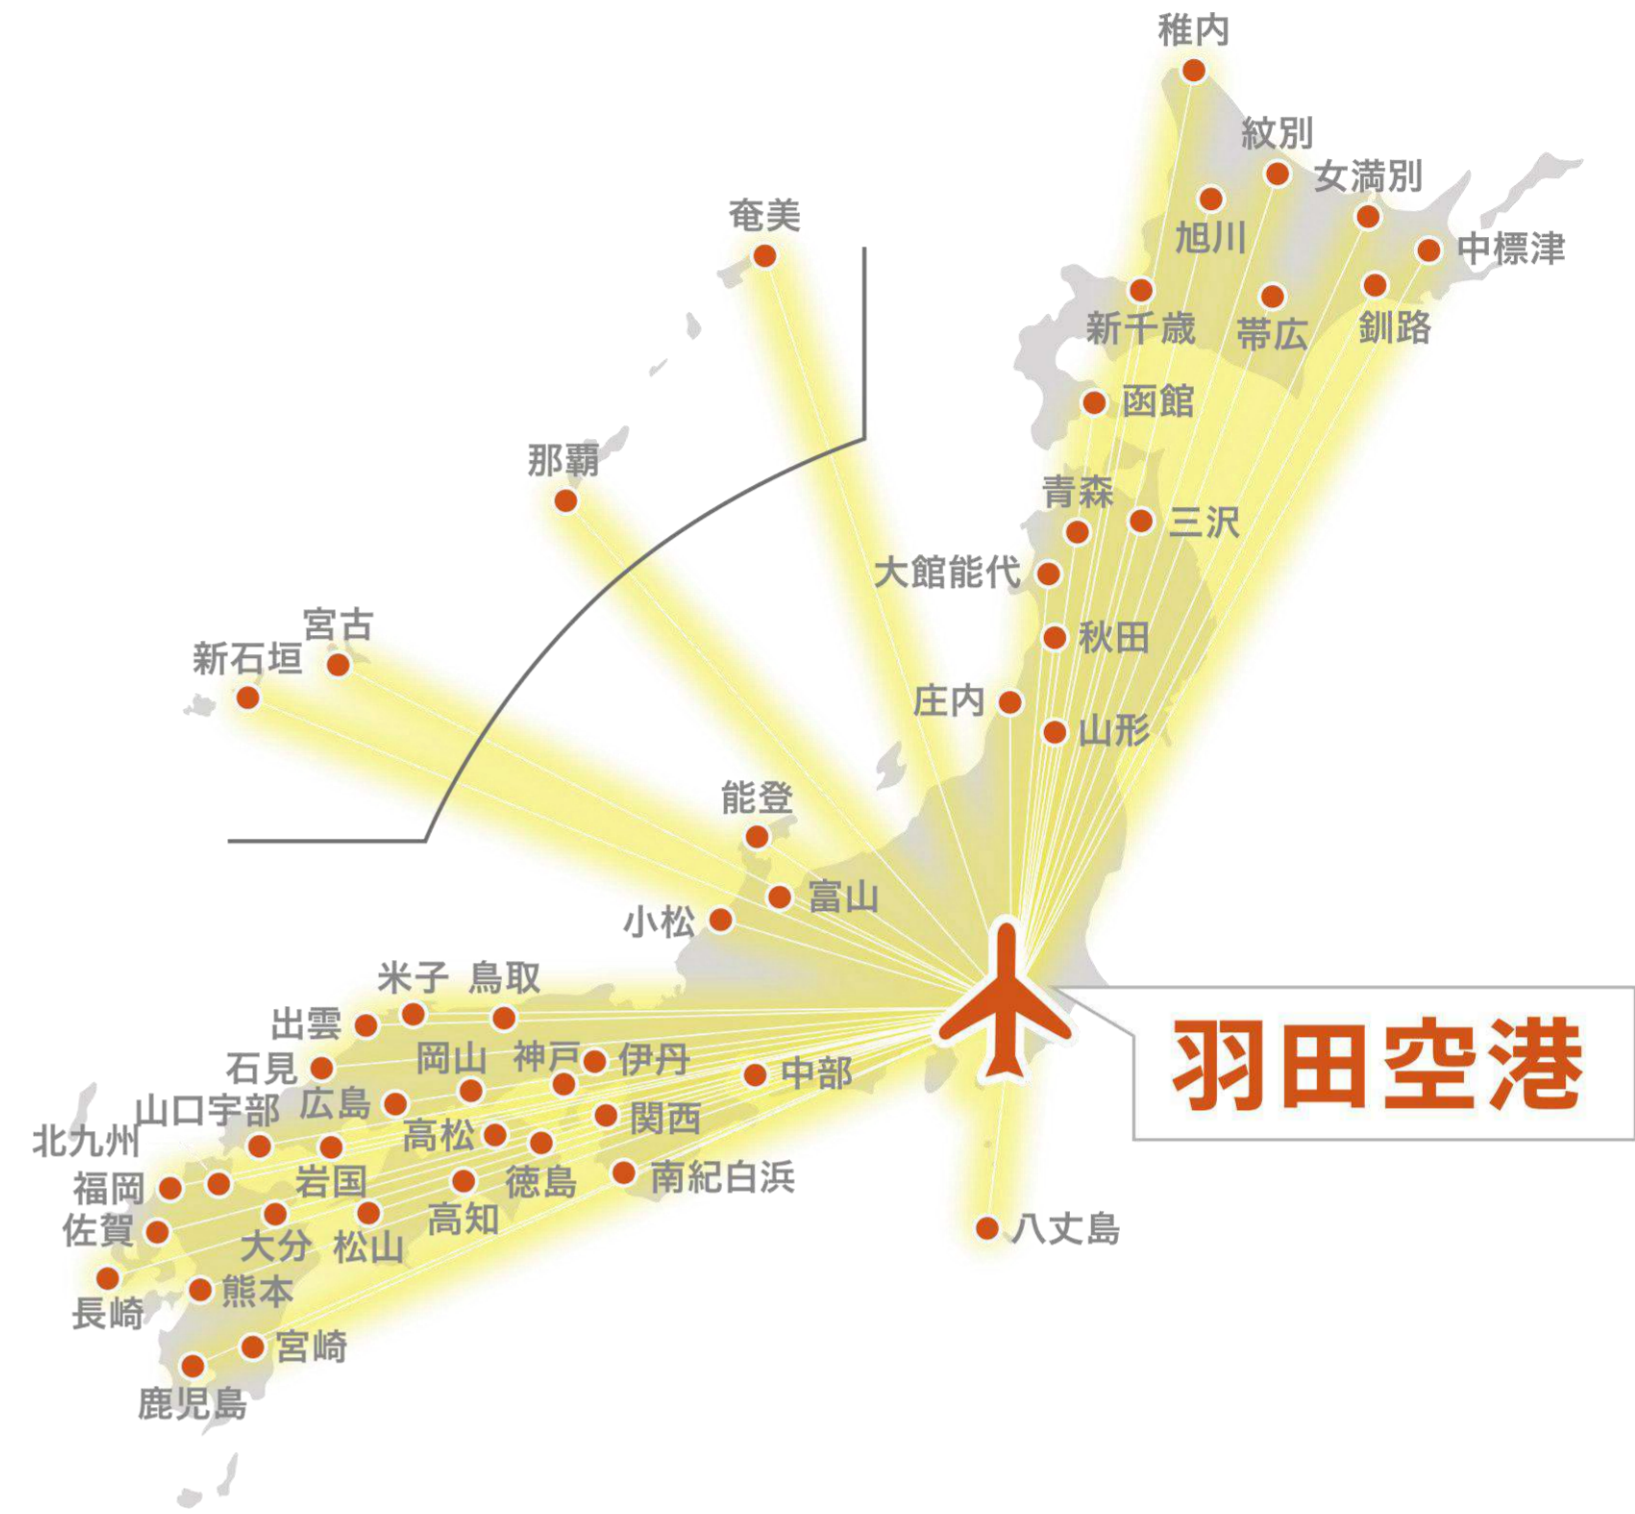 稚内
紋別
女満別
旭川
中標津
新千歳
帯広
釧路
函館
奄美
那覇
青森
三沢
大館能代
秋田
宮古
新石垣
庄内
山形
能登
富山
小松
米子
鳥取
出雲
石見
岡山
神戸
伊丹
中部
山口宇部
広島
関西
北九州
高松
福岡
岩国
徳島
南紀白浜
佐賀
大分
松山
高知
長崎
熊本
宮崎
鹿児島
羽田空港
八丈島